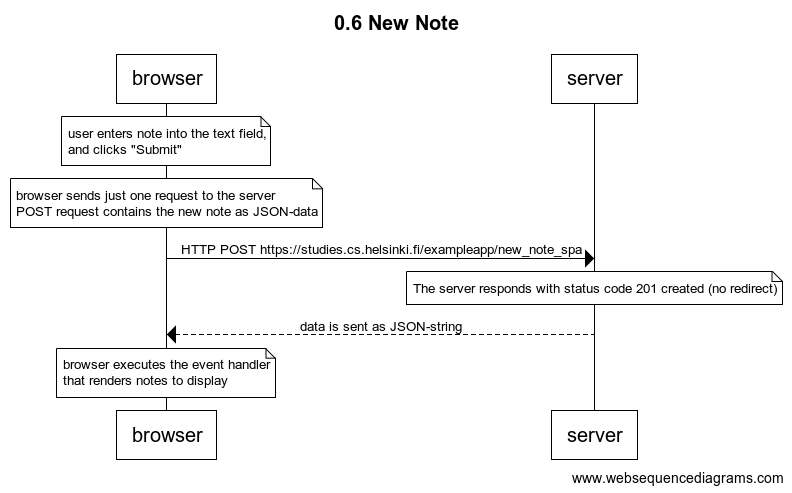 0.6 New Note
browser
server
user enters note into the text field,
and clicks "Submit"
browser sends just one request to the server
POST request contains the new note as JSON-data
HTTP POST https://studies.cs.helsinki.fi/exampleapp/new_note_spa
The server responds with status code 201 created (no redirect)
data is sent as JSON-string
browser executes the event handler
that renders notes to display
browser
server
www.websequencediagrams.com